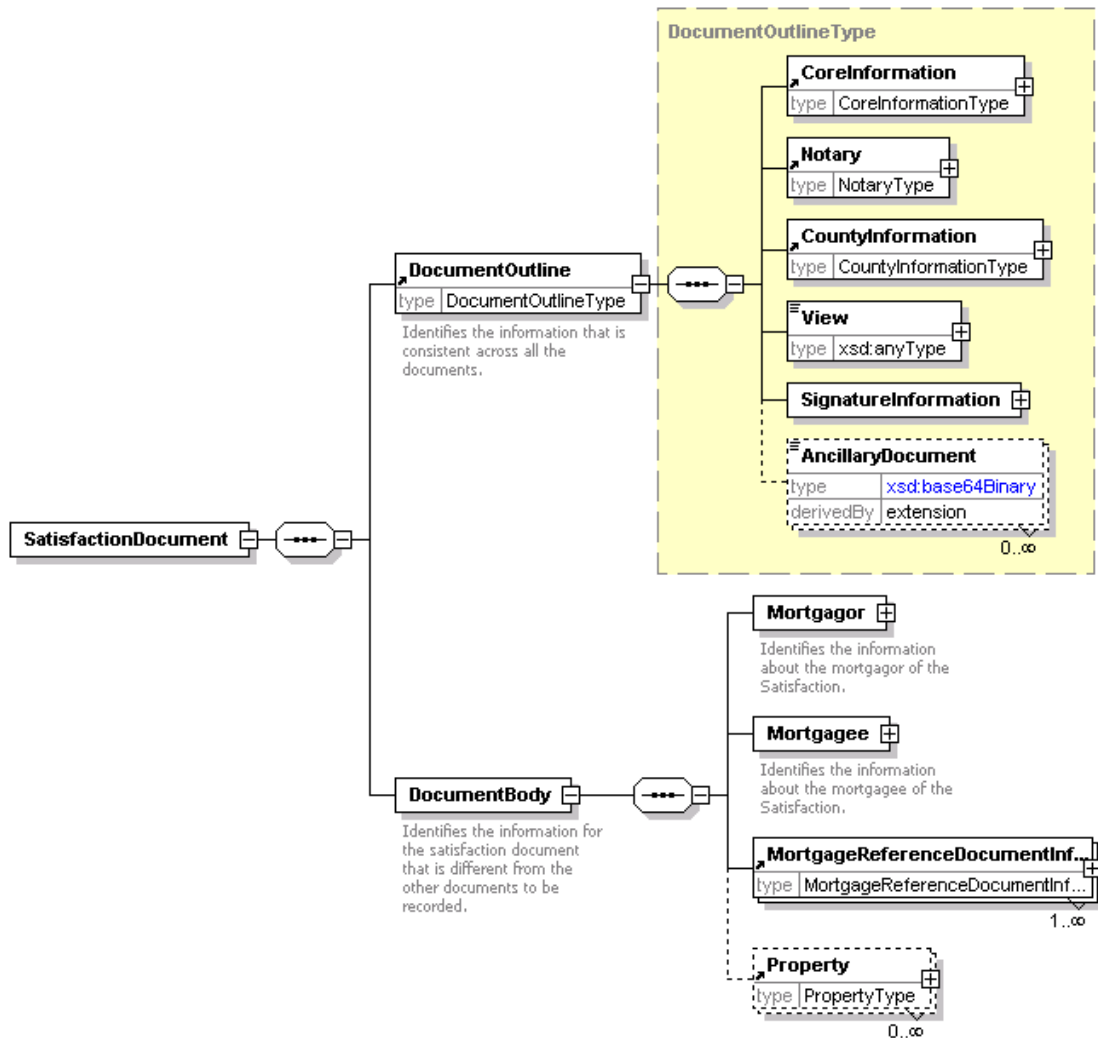 DocumentOutlineType
CoreInformation
type CoreInformationType
Notary
type NotaryType
CountyInformation
type CountyInformationType
DocumentOutline
type DocumentOutlineType
Identifies the information that is
consistent across all the
documents.
View
type xsd:anyType
SignatureInformation
AncillaryDocument
type xsd:base64Binary
derivedBy extension
0..∞
SatisfactionDocument
Mortgagor
Identifies the information
about the mortgagor of the
Satisfaction.
Mortgagee
Identifies the information
about the mortgagee of the
Satisfaction.
DocumentBody
Identifies the information for
the satisfaction document
that is different from the
other documents to be
recorded.
MortgageReferenceDocumentInf...
type MortgageReferenceDocumentInf...
1..∞
Property
type PropertyType
0..∞